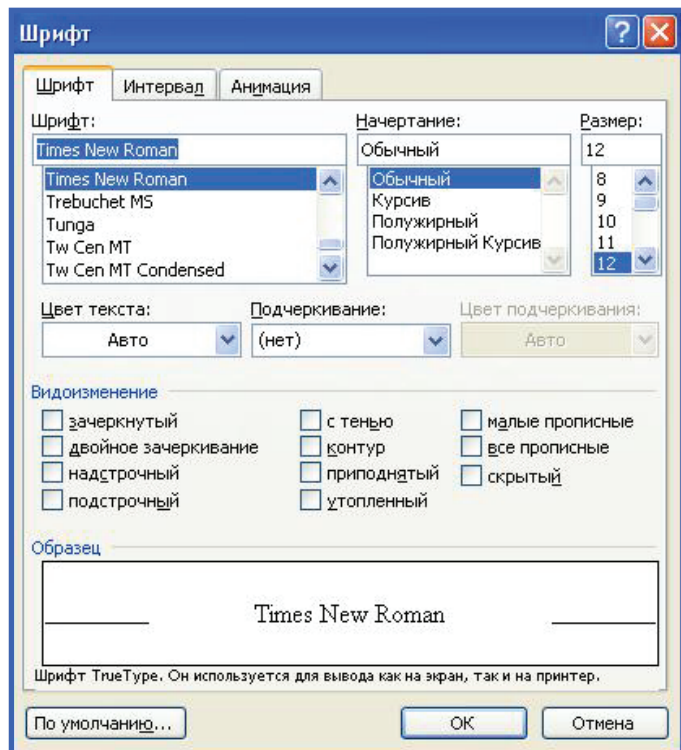 Шрифт
Шрифт Интервал Анимация
Шрифт: Начертание: Размер:
Times New Roman Обычный 12
Times New Roman Обычный 8
Trebuchet MS Курсив 9
Tunga Полужирный 10
Tw Cen MT Полужирный Курсив 11
Tw Cen MT Condensed 12
Цвет текста: Подчеркивание: Цвет подчеркивания:
Авто (нет) Авто
Видоизменение
зачеркнутый с тенью малые прописные
двойное зачеркивание контур все прописные
надстрочный приподнятый скрытый
подстрочный утопленный
Образец
Times New Roman
Шрифт TrueType. Он используется для вывода как на экран, так и на принтер.
По умолчанию... ОК Отмена